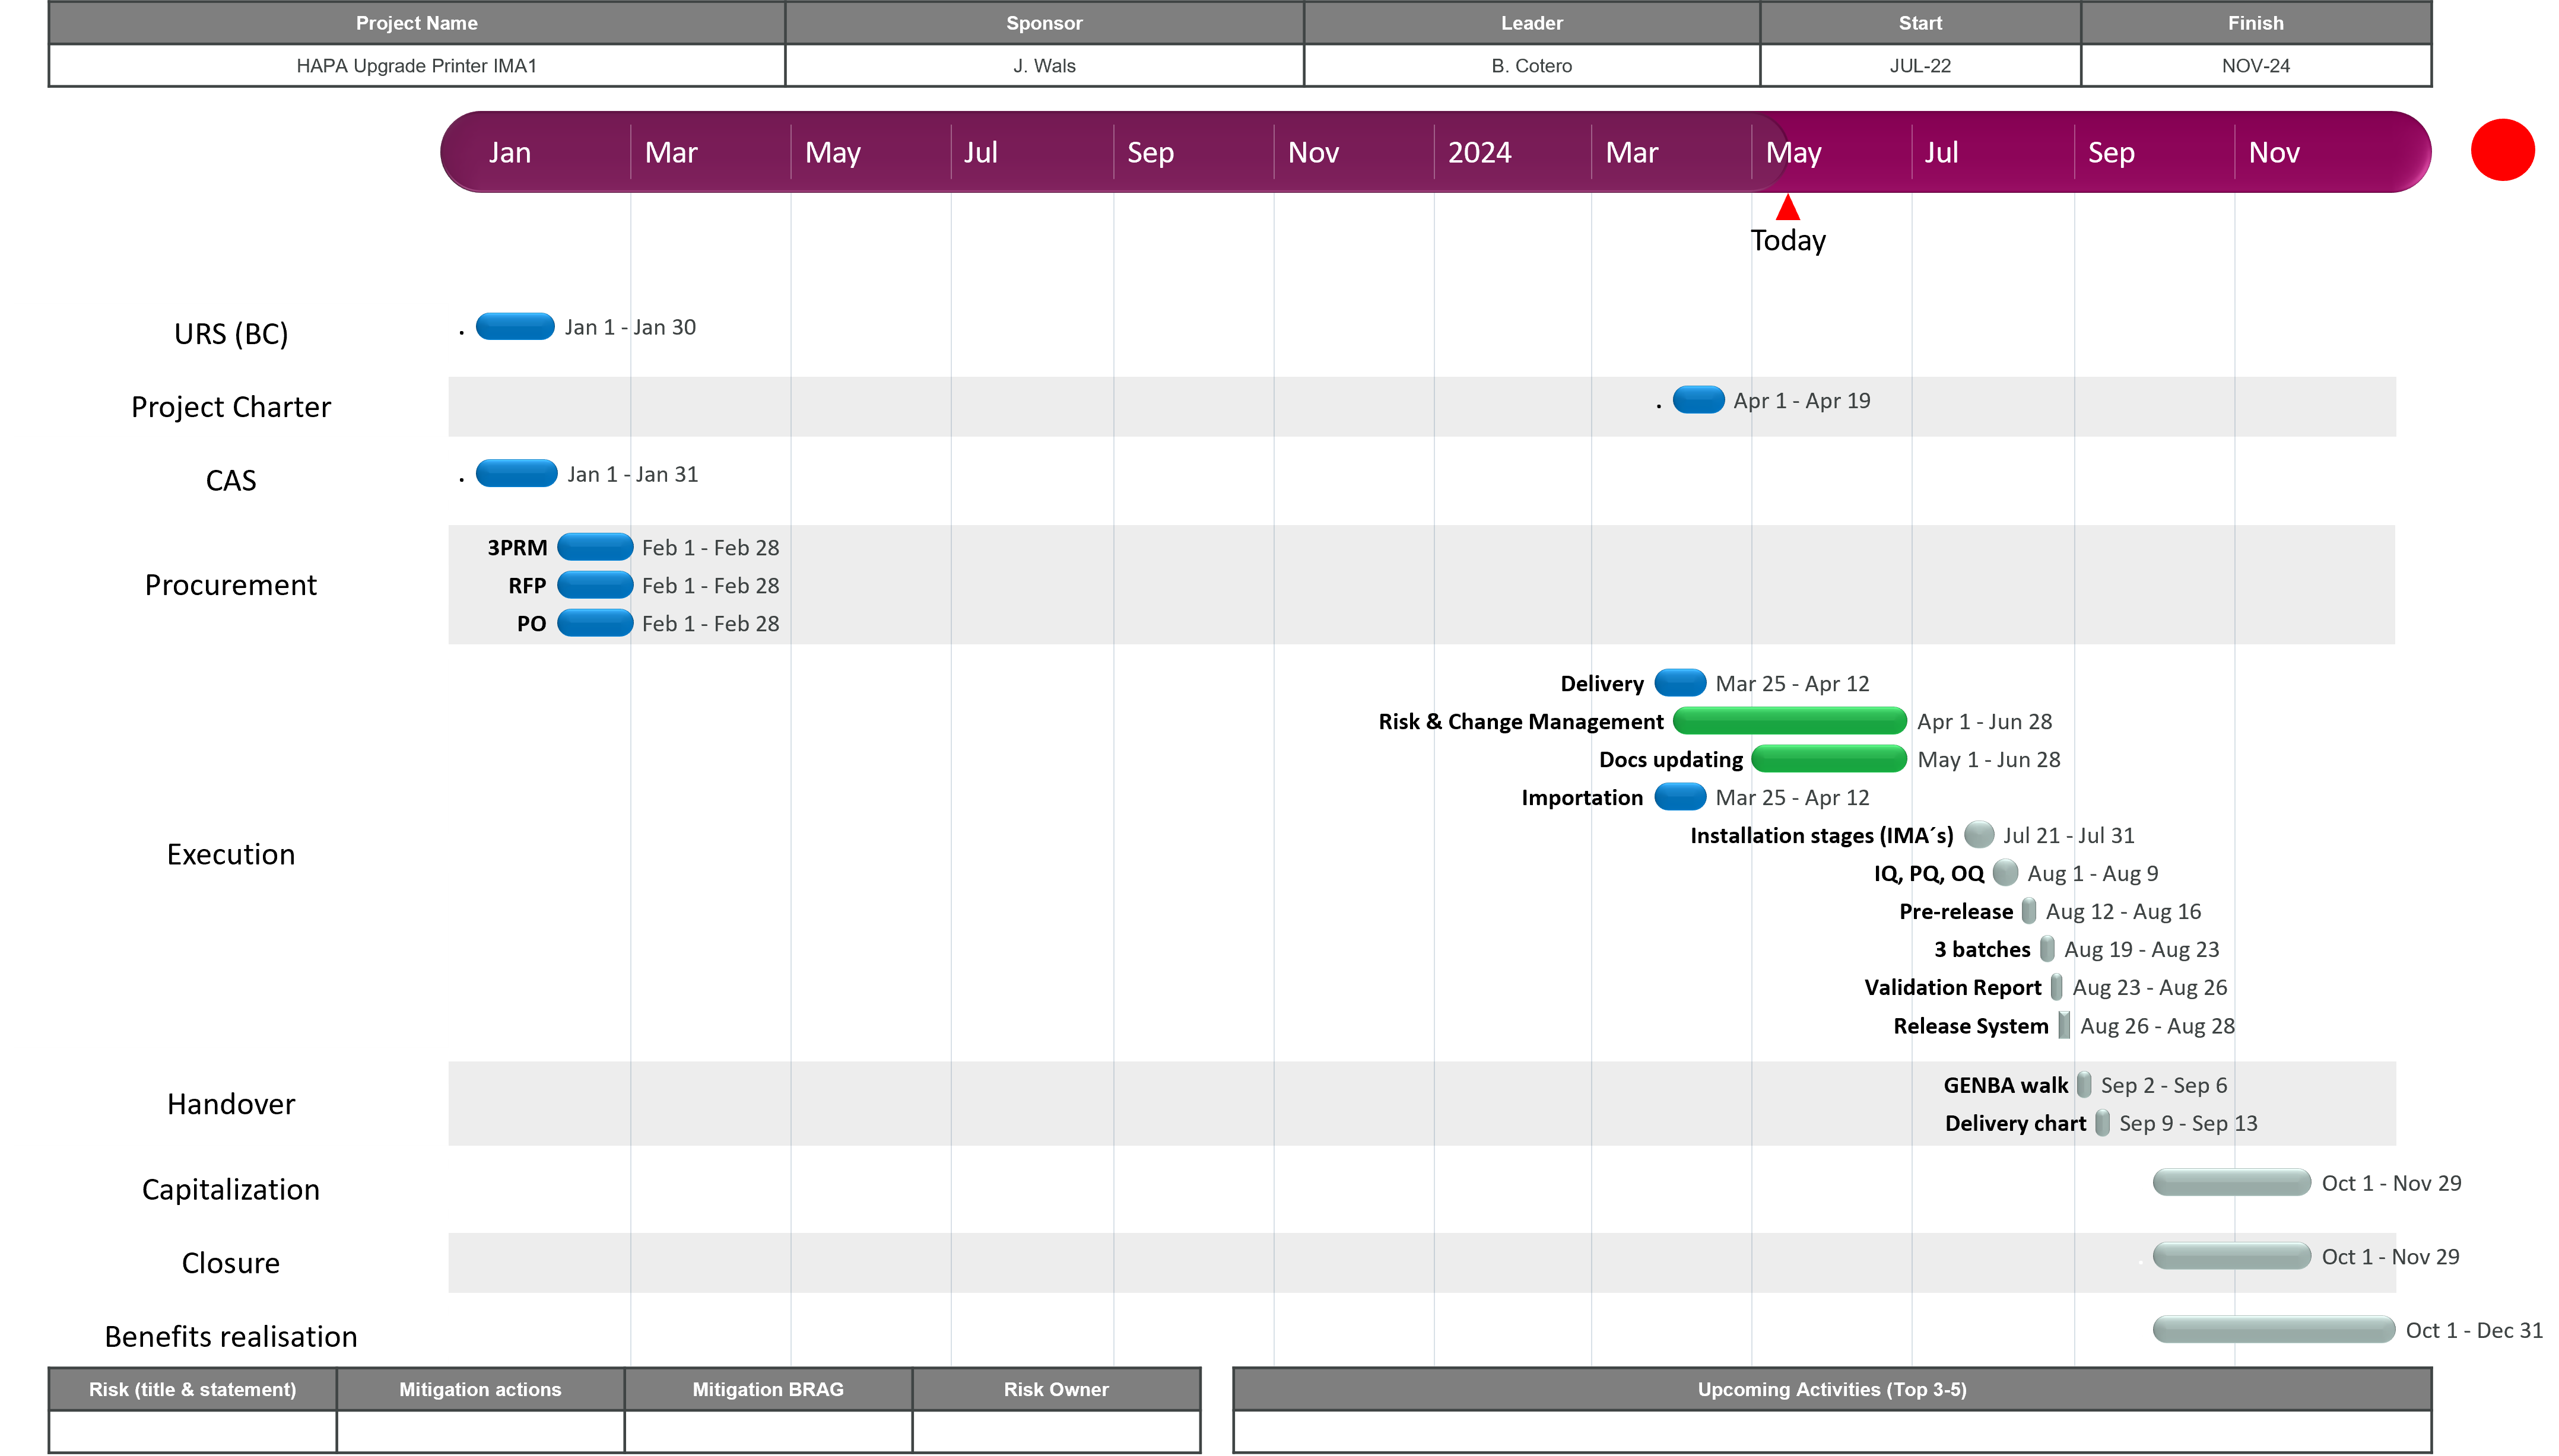 Project Name Sponsor Leader Start Finish
HAPA Upgrade Printer IMA1 J. Wals B. Cotero JUL-22 NOV-24
Jan Mar May Jul Sep Nov 2024 Mar May Jul Sep Nov
Today
URS (BC) . Jan 1 - Jan 30
Project Charter . Apr 1 - Apr 19
CAS . Jan 1 - Jan 31
Procurement
3PRM Feb 1 - Feb 28
RFP Feb 1 - Feb 28
PO Feb 1 - Feb 28
Execution
Delivery Mar 25 - Apr 12
Risk & Change Management Apr 1 - Jun 28
Docs updating May 1 - Jun 28
Importation Mar 25 - Apr 12
Installation stages (IMA´s) Jul 21 - Jul 31
IQ, PQ, OQ Aug 1 - Aug 9
Pre-release Aug 12 - Aug 16
3 batches Aug 19 - Aug 23
Validation Report Aug 23 - Aug 26
Release System Aug 26 - Aug 28
Handover
GENBA walk Sep 2 - Sep 6
Delivery chart Sep 9 - Sep 13
Capitalization Oct 1 - Nov 29
Closure . Oct 1 - Nov 29
Benefits realisation Oct 1 - Dec 31
Risk (title & statement) Mitigation actions Mitigation BRAG Risk Owner Upcoming Activities (Top 3-5)